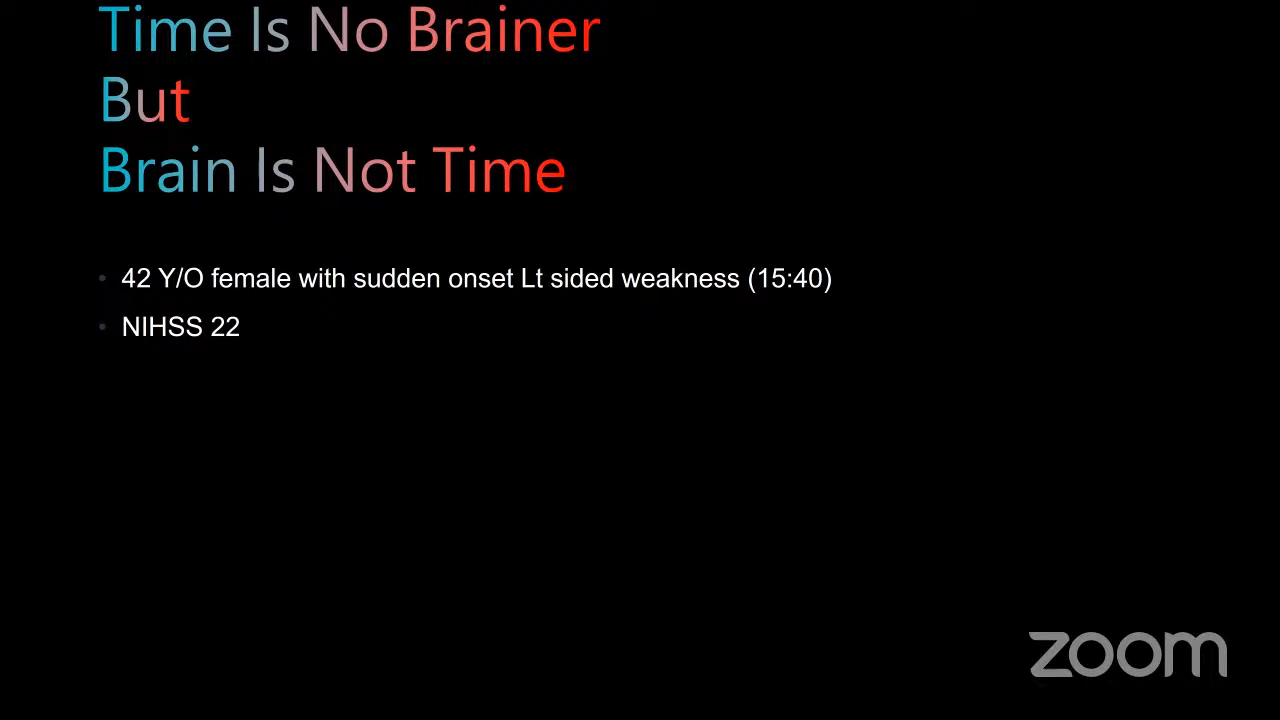 Time Is No Brainer
But
Brain Is Not Time
• 42 Y/O female with sudden onset Lt sided weakness (15:40)
• NIHSS 22
zoom